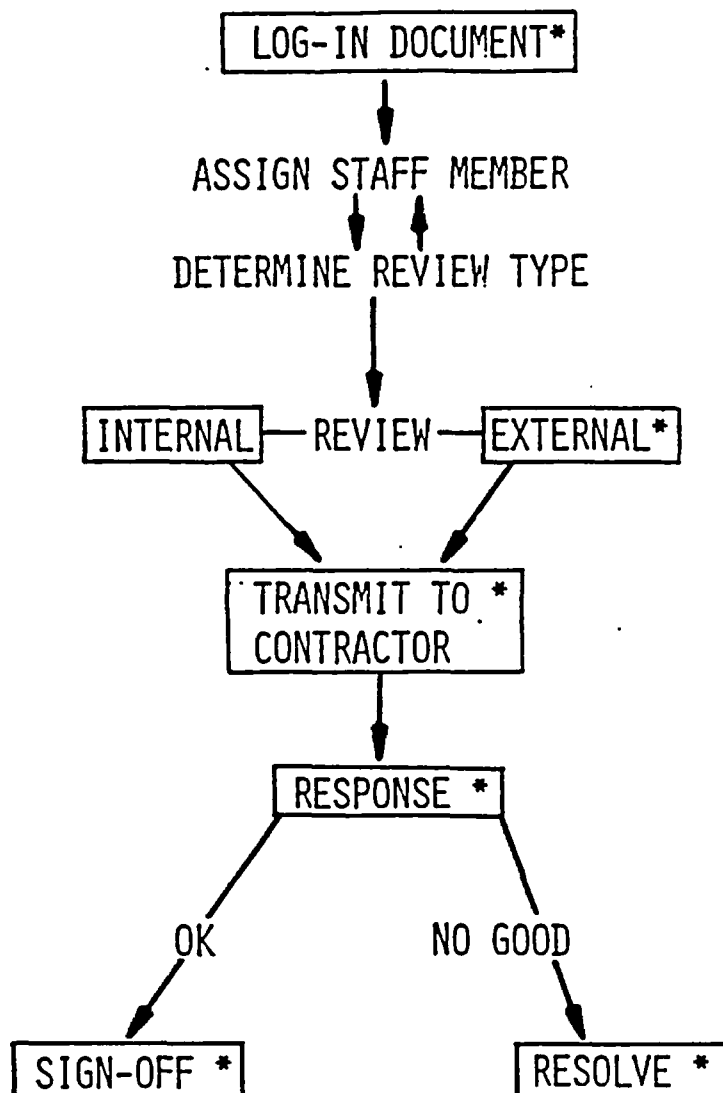 LOG-IN DOCUMENT*
ASSIGN STAFF MEMBER
DETERMINE REVIEW TYPE
INTERNAL REVIEW EXTERNAL*
TRANSMIT TO *
CONTRACTOR
RESPONSE *
OK NO GOOD
SIGN-OFF * RESOLVE *